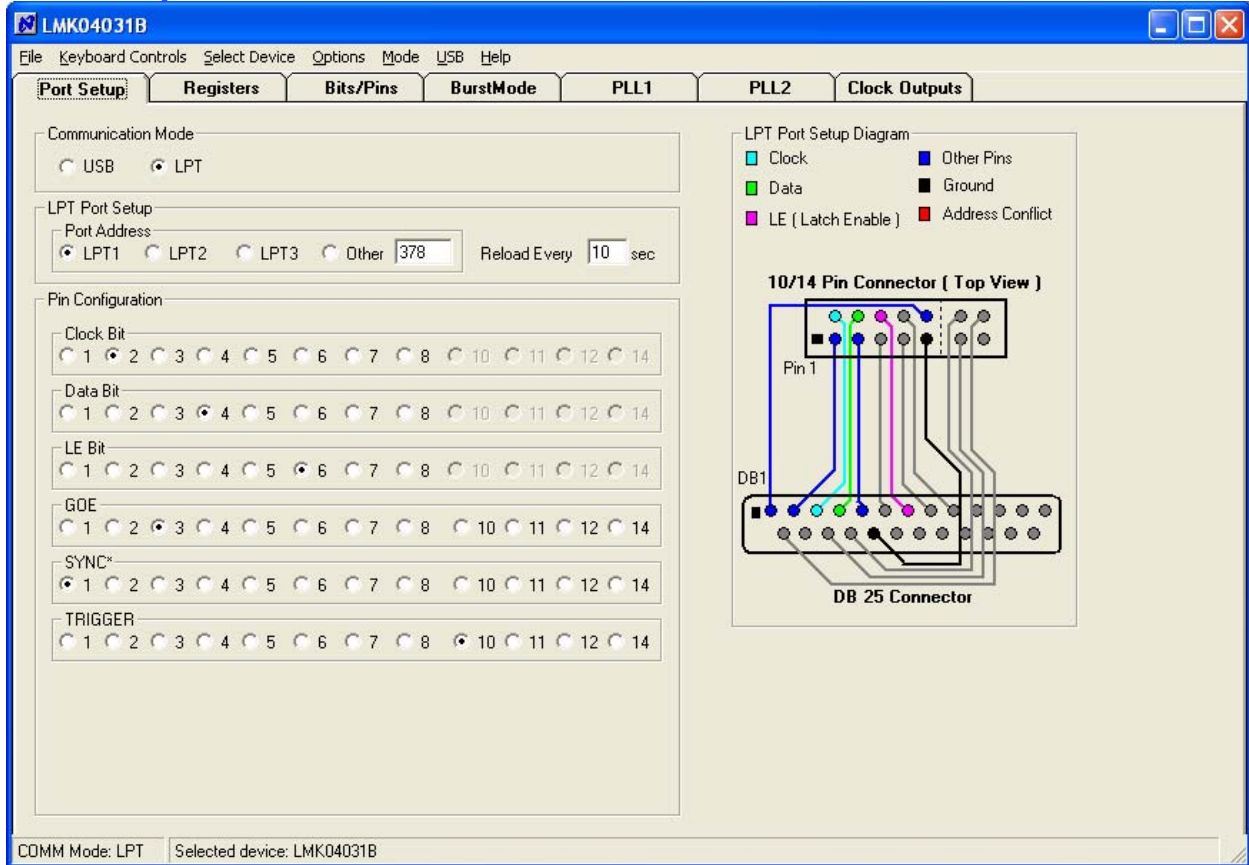 LMK04031B
File Keyboard Controls Select Device Options Mode USB Help
Port Setup Registers Bits/Pins BurstMode PLL1 PLL2 Clock Outputs
Communication Mode
USB LPT
LPT Port Setup
Port Address
LPT1 LPT2 LPT3 Other 378 Reload Every 10 sec
Pin Configuration
Clock Bit
1 2 3 4 5 6 7 8 10 11 12 14
Data Bit
1 2 3 4 5 6 7 8 10 11 12 14
LE Bit
1 2 3 4 5 6 7 8 10 11 12 14
GOE
1 2 3 4 5 6 7 8 10 11 12 14
SYNC*
1 2 3 4 5 6 7 8 10 11 12 14
TRIGGER
1 2 3 4 5 6 7 8 10 11 12 14
LPT Port Setup Diagram
Clock Other Pins
Data Ground
LE ( Latch Enable ) Address Conflict
10/14 Pin Connector ( Top View )
Pin 1
DB1
DB 25 Connector
COMM Mode: LPT Selected device: LMK04031B